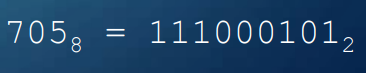 705₈ = 111000101₂